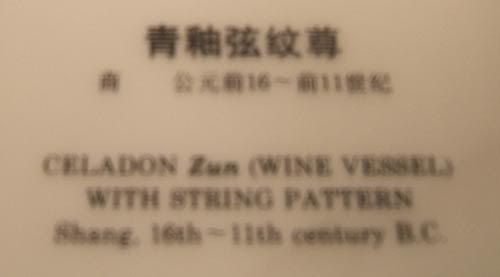 青釉弦纹尊
商 公元前16～前11世纪
CELADON Zun (WINE VESSEL)
WITH STRING PATTERN
Shang, 16th～11th century B.C.